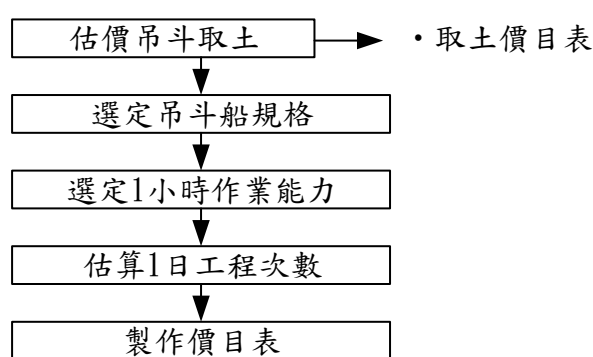 估價吊斗取土
・取土價目表
選定吊斗船規格
選定1小時作業能力
估算1日工程次數
製作價目表